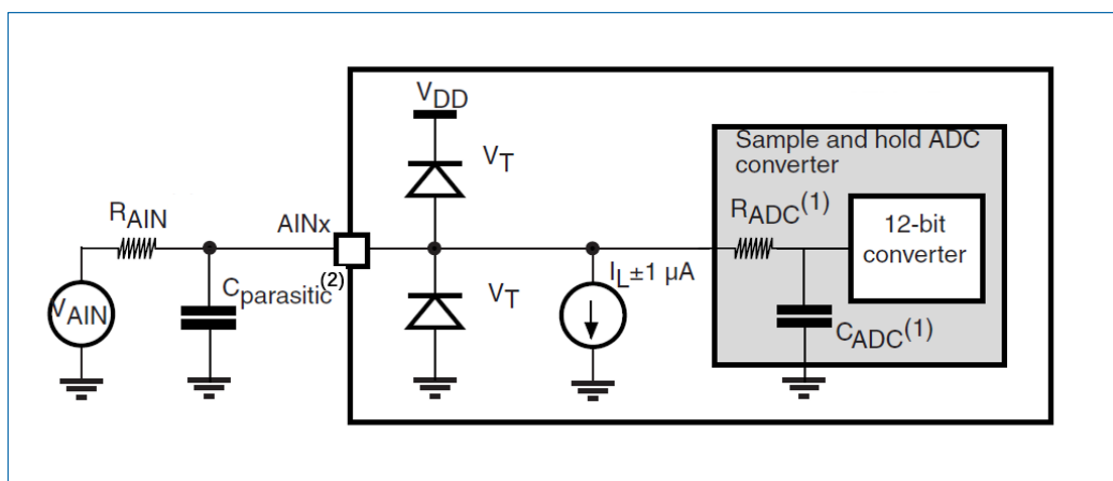 VDD
VT
Sample and hold ADC
converter
RAIN
AINx
RADC(1)
12-bit
converter
VAIN
Cparasitic(2)
VT
IL±1 µA
CADC(1)